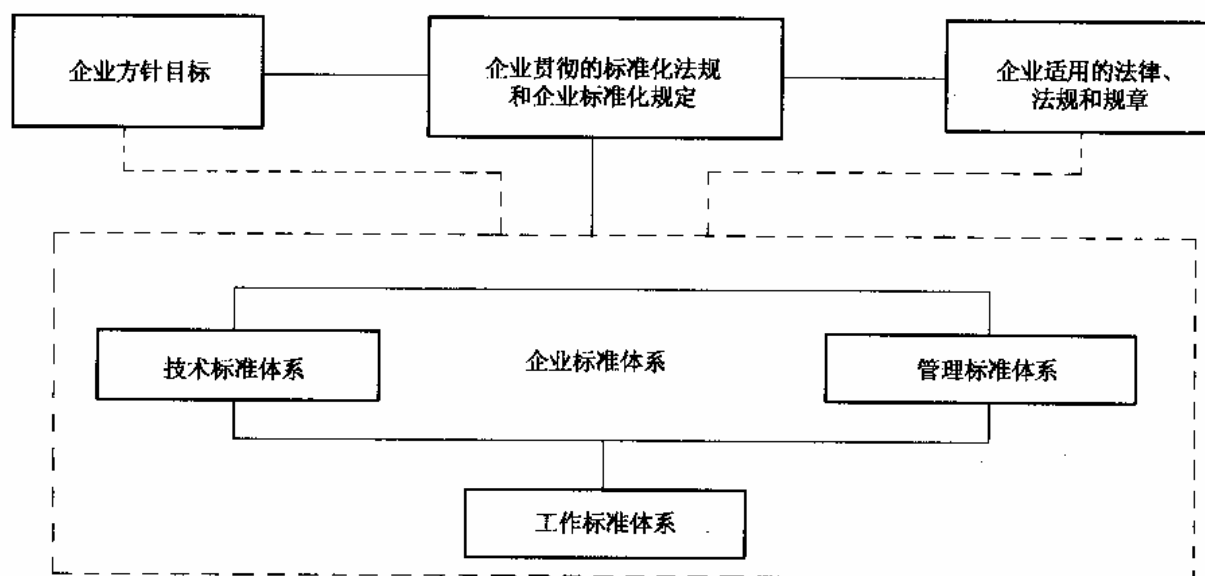 企业方针目标
企业贯彻的标准化法规
和企业标准化规定
企业适用的法律、
法规和规章
技术标准体系
企业标准体系
管理标准体系
工作标准体系